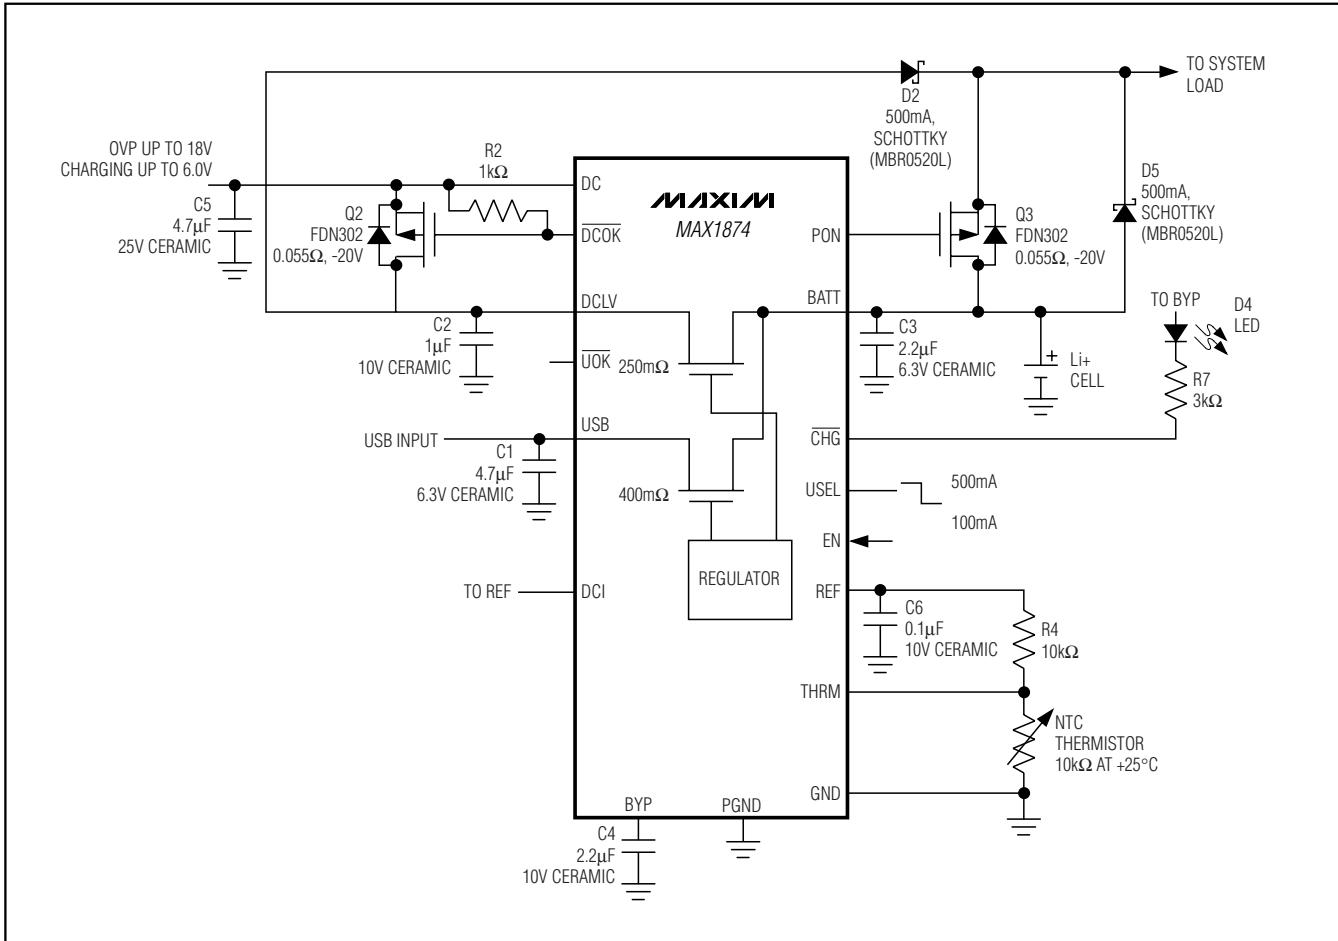 TO SYSTEM
LOAD
D2
500mA,
SCHOTTKY
(MBR0520L)
OVP UP TO 18V
CHARGING UP TO 6.0V
R2
1kΩ
DC
MAXIM
MAX1874
D5
500mA,
SCHOTTKY
(MBR0520L)
C5
4.7µF
25V CERAMIC
Q2
FDN302
0.055Ω, -20V
DCOK
PON
Q3
FDN302
0.055Ω, -20V
DCLV
BATT
TO BYP
D4
LED
C2
1µF
10V CERAMIC
UOK
250mΩ
C3
2.2µF
6.3V CERAMIC
+
Li+
CELL
R7
3kΩ
USB INPUT
USB
CHG
C1
4.7µF
6.3V CERAMIC
400mΩ
USEL
500mA
100mA
EN
REGULATOR
TO REF
DCI
REF
C6
0.1µF
10V CERAMIC
R4
10kΩ
THRM
NTC
THERMISTOR
10kΩ AT +25°C
GND
BYP
PGND
C4
2.2µF
10V CERAMIC